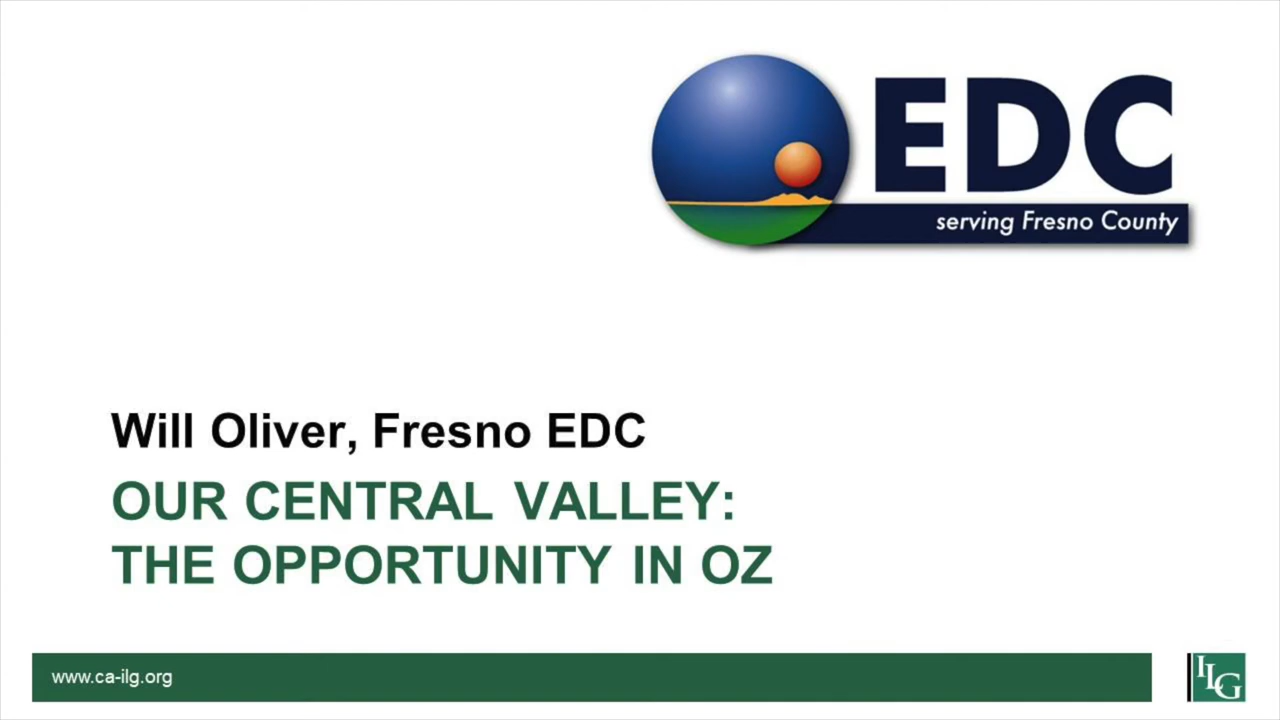 EDC
serving Fresno County
Will Oliver, Fresno EDC
OUR CENTRAL VALLEY:
THE OPPORTUNITY IN OZ
www.ca-ilg.org
ILG